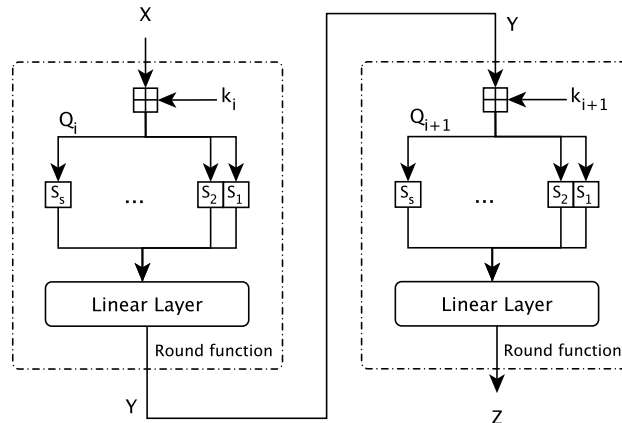 X
Y
k_i
k_{i+1}
Q_i
Q_{i+1}
S_s ... S_2 S_1
S_s ... S_2 S_1
Linear Layer
Linear Layer
Round function
Round function
Y
Z